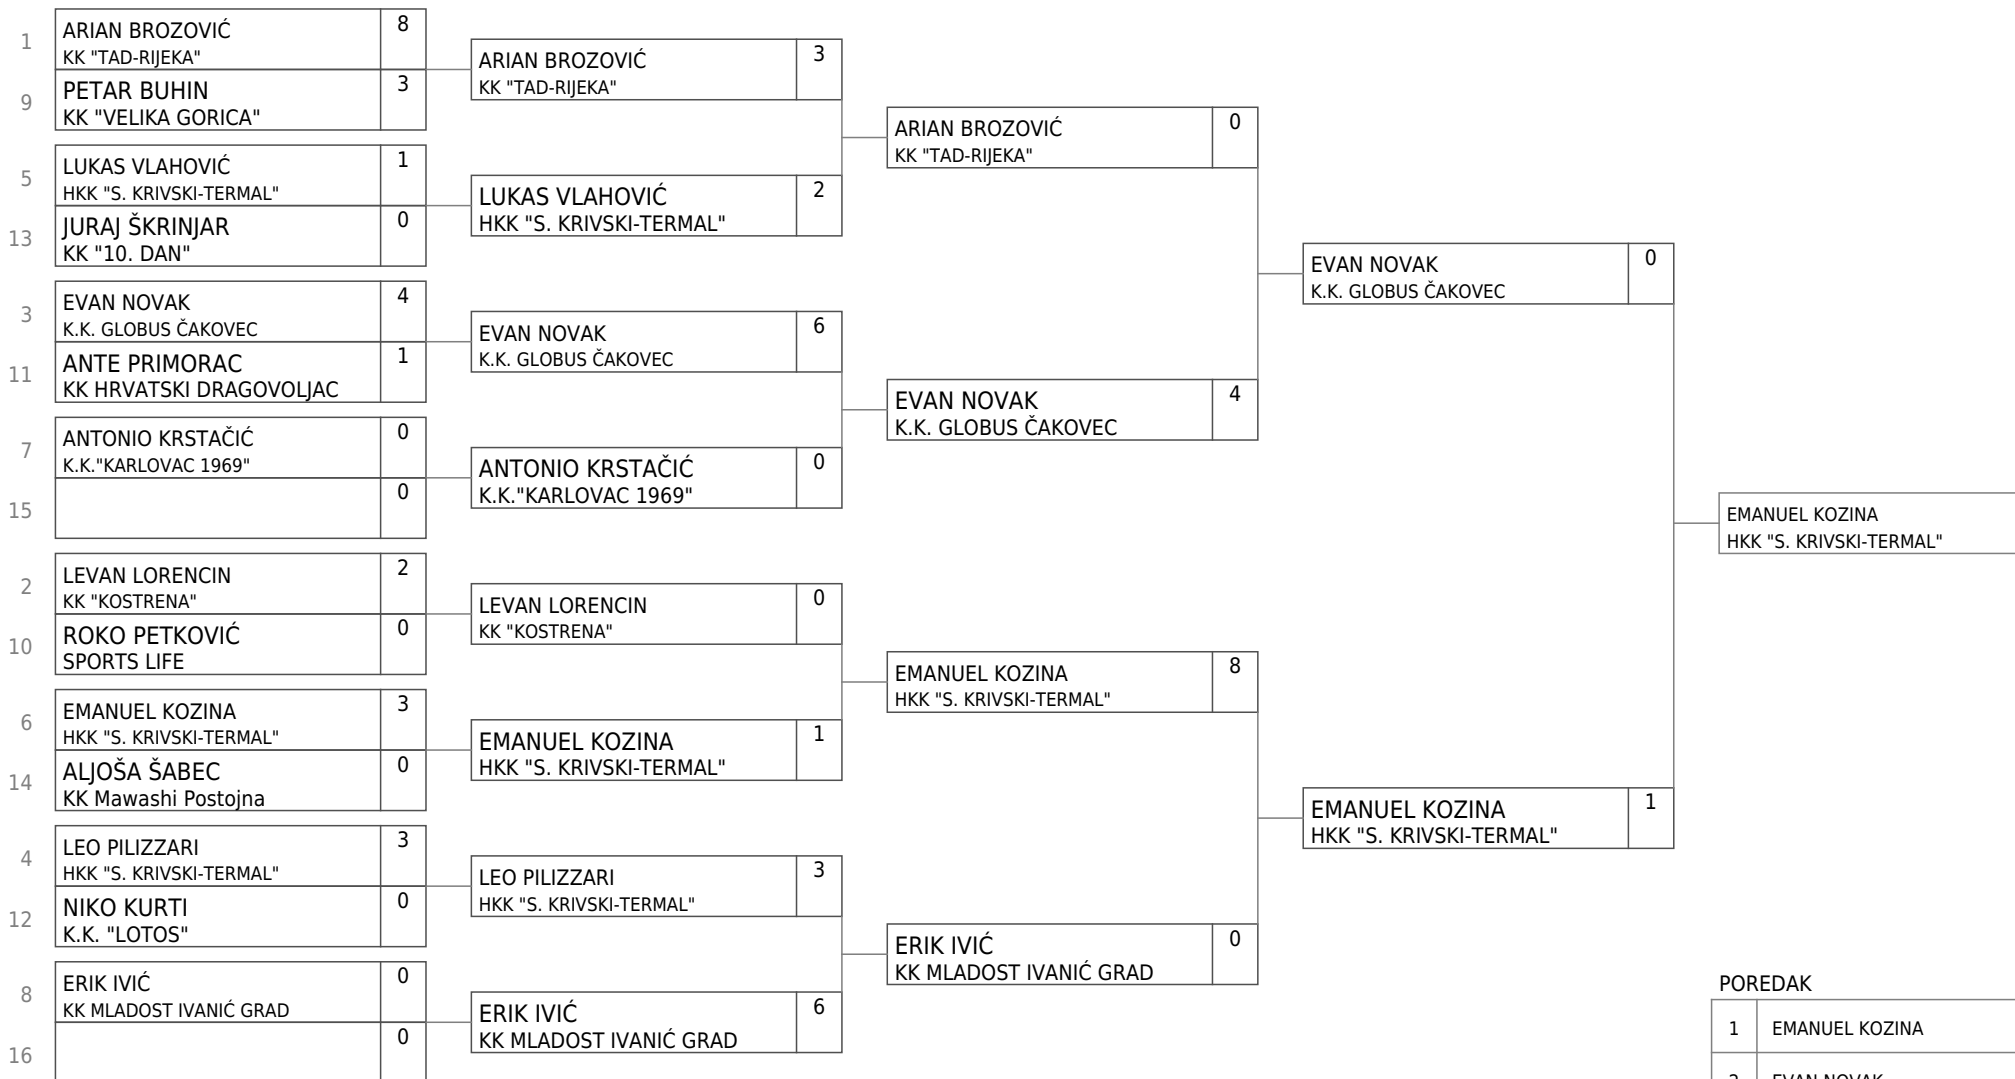 1
ARIAN BROZOVIĆ
8
KK "TAD-RIJEKA"
9
PETAR BUHIN
3
KK "VELIKA GORICA"
5
LUKAS VLAHOVIĆ
1
HKK "S. KRIVSKI-TERMAL"
13
JURAJ ŠKRINJAR
0
KK "10. DAN"
3
EVAN NOVAK
4
K.K. GLOBUS ČAKOVEC
11
ANTE PRIMORAC
1
KK HRVATSKI DRAGOVOLJAC
7
ANTONIO KRSTAČIĆ
0
K.K."KARLOVAC 1969"
15
0
2
LEVAN LORENCIN
2
KK "KOSTRENA"
10
ROKO PETKOVIĆ
0
SPORTS LIFE
6
EMANUEL KOZINA
3
HKK "S. KRIVSKI-TERMAL"
14
ALJOŠA ŠABEC
0
KK Mawashi Postojna
4
LEO PILIZZARI
3
HKK "S. KRIVSKI-TERMAL"
12
NIKO KURTI
0
K.K. "LOTOS"
8
ERIK IVIĆ
0
KK MLADOST IVANIĆ GRAD
16
0
ARIAN BROZOVIĆ
3
KK "TAD-RIJEKA"
LUKAS VLAHOVIĆ
2
HKK "S. KRIVSKI-TERMAL"
EVAN NOVAK
6
K.K. GLOBUS ČAKOVEC
ANTONIO KRSTAČIĆ
0
K.K."KARLOVAC 1969"
LEVAN LORENCIN
0
KK "KOSTRENA"
EMANUEL KOZINA
1
HKK "S. KRIVSKI-TERMAL"
LEO PILIZZARI
3
HKK "S. KRIVSKI-TERMAL"
ERIK IVIĆ
6
KK MLADOST IVANIĆ GRAD
ARIAN BROZOVIĆ
0
KK "TAD-RIJEKA"
EVAN NOVAK
4
K.K. GLOBUS ČAKOVEC
EMANUEL KOZINA
8
HKK "S. KRIVSKI-TERMAL"
ERIK IVIĆ
0
KK MLADOST IVANIĆ GRAD
EVAN NOVAK
0
K.K. GLOBUS ČAKOVEC
EMANUEL KOZINA
1
HKK "S. KRIVSKI-TERMAL"
EMANUEL KOZINA
HKK "S. KRIVSKI-TERMAL"
POREDAK
1 EMANUEL KOZINA
2 EVAN NOVAK